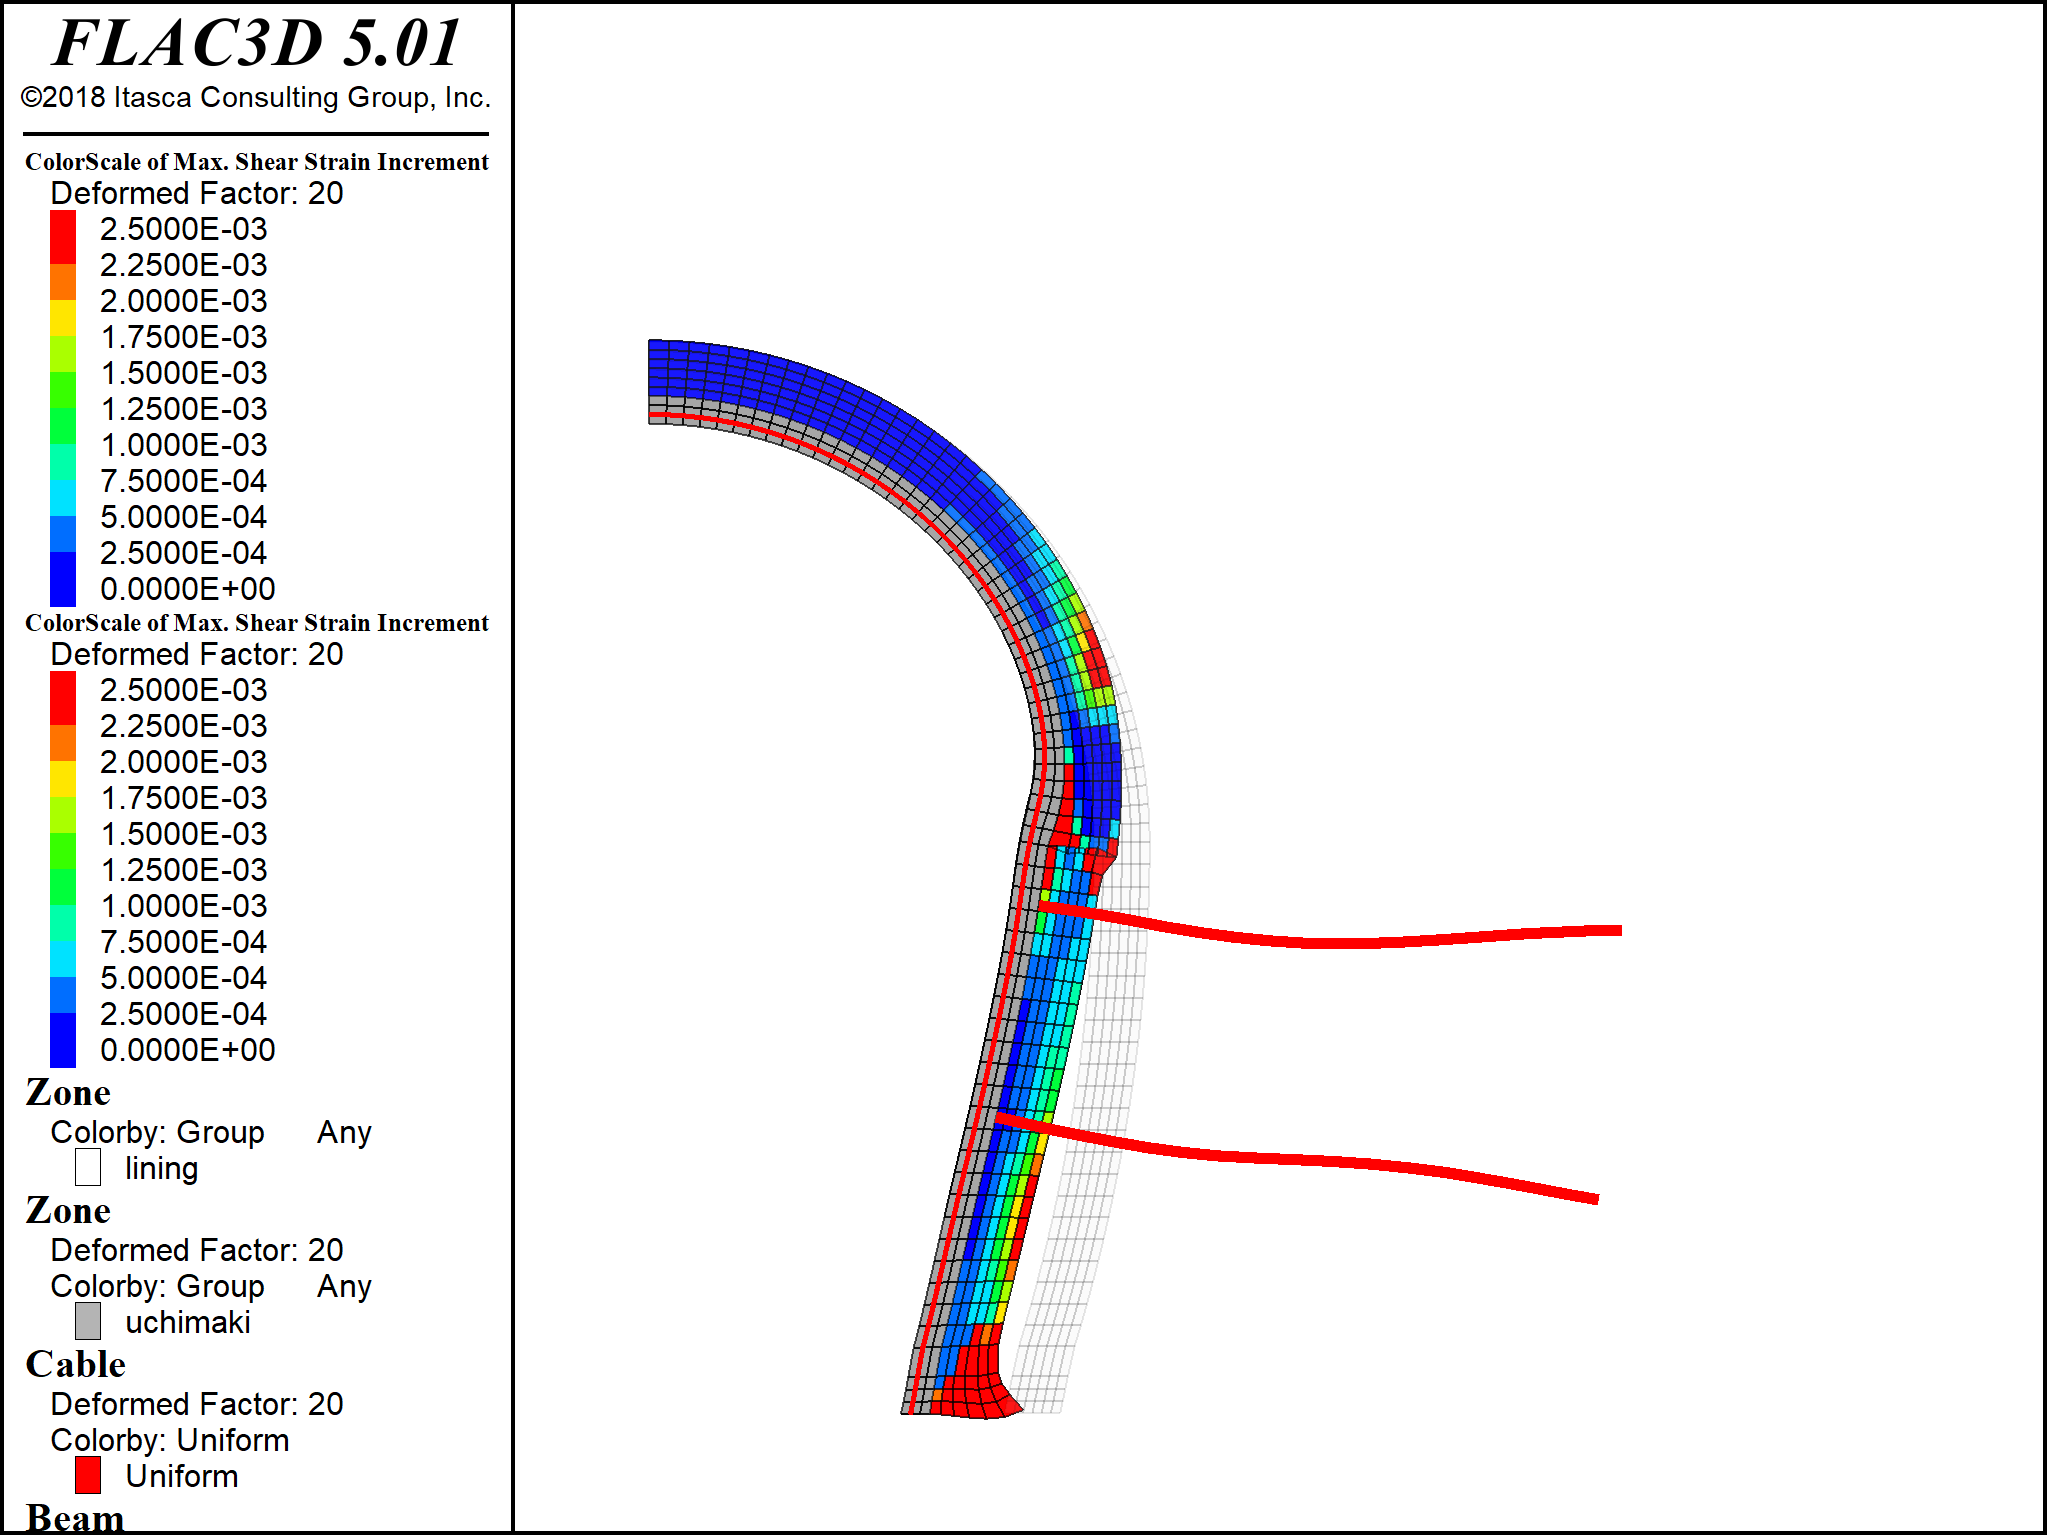 FLAC3D 5.01
©2018 Itasca Consulting Group, Inc.
ColorScale of Max. Shear Strain Increment
Deformed Factor: 20
2.5000E-03
2.2500E-03
2.0000E-03
1.7500E-03
1.5000E-03
1.2500E-03
1.0000E-03
7.5000E-04
5.0000E-04
2.5000E-04
0.0000E+00
ColorScale of Max. Shear Strain Increment
Deformed Factor: 20
2.5000E-03
2.2500E-03
2.0000E-03
1.7500E-03
1.5000E-03
1.2500E-03
1.0000E-03
7.5000E-04
5.0000E-04
2.5000E-04
0.0000E+00
Zone
Colorby: Group Any
lining
Zone
Deformed Factor: 20
Colorby: Group Any
uchimaki
Cable
Deformed Factor: 20
Colorby: Uniform
Uniform
Beam